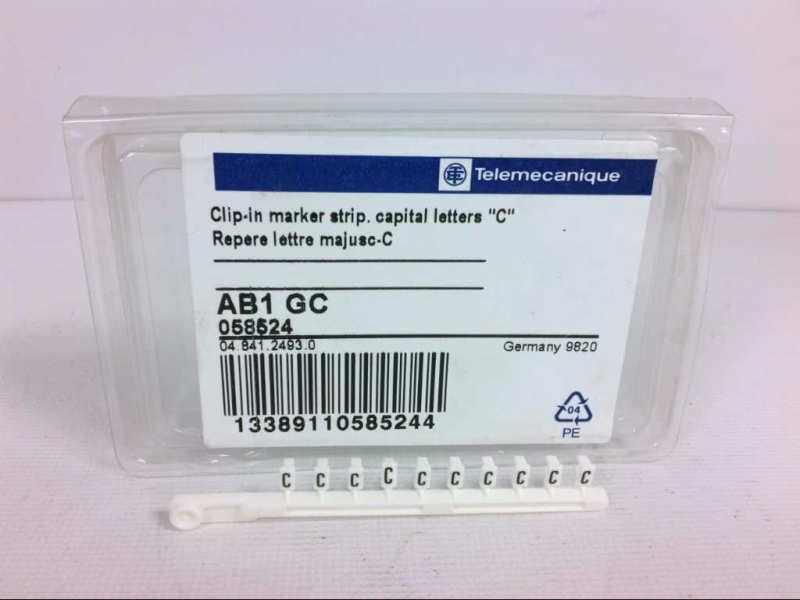 Telemecanique
Clip-in marker strip. capital letters "C"
Repere lettre majusc-C
AB1 GC
058524
04.841.2493.0
Germany 9820
13389110585244
04
PE
C C C C C C C C C C